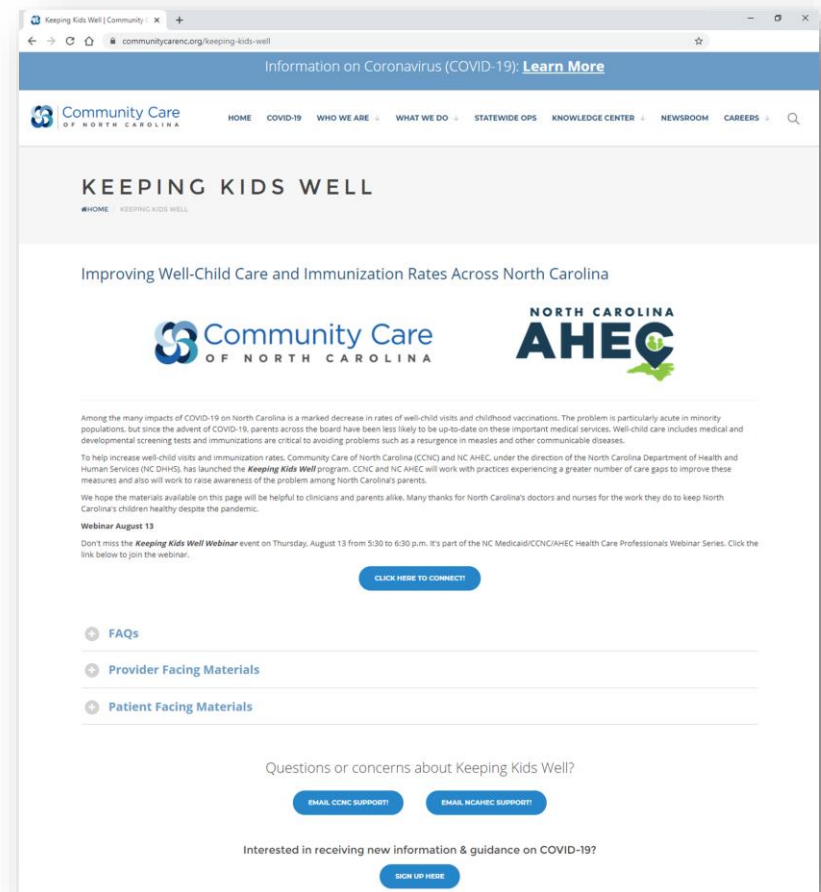 Keeping Kids Well | Community C
communitycarenc.org/keeping-kids-well
Information on Coronavirus (COVID-19): Learn More
Community Care
OF NORTH CAROLINA
HOME COVID-19 WHO WE ARE WHAT WE DO STATEWIDE OPS KNOWLEDGE CENTER NEWSROOM CAREERS
KEEPING KIDS WELL
HOME / KEEPING KIDS WELL
Improving Well-Child Care and Immunization Rates Across North Carolina
Community Care
OF NORTH CAROLINA
NORTH CAROLINA
AHEC
Among the many impacts of COVID-19 on North Carolina is a marked decrease in rates of well-child visits and childhood vaccinations. The problem is particularly acute in minority
populations, but since the advent of COVID-19, parents across the board have been less likely to be up-to-date on these important medical services. Well-child care includes medical and
developmental screening tests and immunizations are critical to avoiding problems such as a resurgence in measles and other communicable diseases.
To help increase well-child visits and immunization rates, Community Care of North Carolina (CCNC) and NC AHEC, under the direction of the North Carolina Department of Health and
Human Services (NC DHHS), has launched the Keeping Kids Well program. CCNC and NC AHEC will work with practices experiencing a greater number of care gaps to improve these
measures and also will work to raise awareness of the problem among North Carolina's parents.
We hope the materials available on this page will be helpful to clinicians and parents alike. Many thanks for North Carolina's doctors and nurses for the work they do to keep North
Carolina's children healthy despite the pandemic.
Webinar August 13
Don't miss the Keeping Kids Well Webinar event on Thursday, August 13 from 5:30 to 6:30 p.m. It's part of the NC Medicaid/CCNC/AHEC Health Care Professionals Webinar Series. Click the
link below to join the webinar.
CLICK HERE TO CONNECT!
FAQs
Provider Facing Materials
Patient Facing Materials
Questions or concerns about Keeping Kids Well?
EMAIL CCNC SUPPORT! EMAIL NCAHEC SUPPORT!
Interested in receiving new information & guidance on COVID-19?
SIGN UP HERE